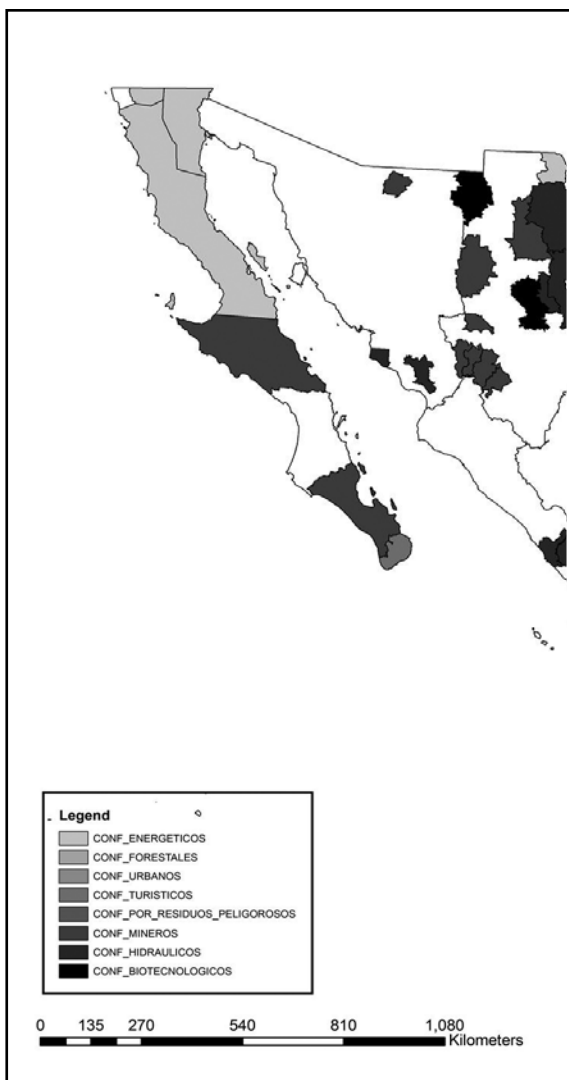 Legend
CONF_ENERGETICOS
CONF_FORESTALES
CONF_URBANOS
CONF_TURISTICOS
CONF_POR_RESIDUOS_PELIGOROSOS
CONF_MINEROS
CONF_HIDRAULICOS
CONF_BIOTECNOLOGICOS
0 135 270 540 810 1,080
Kilometers